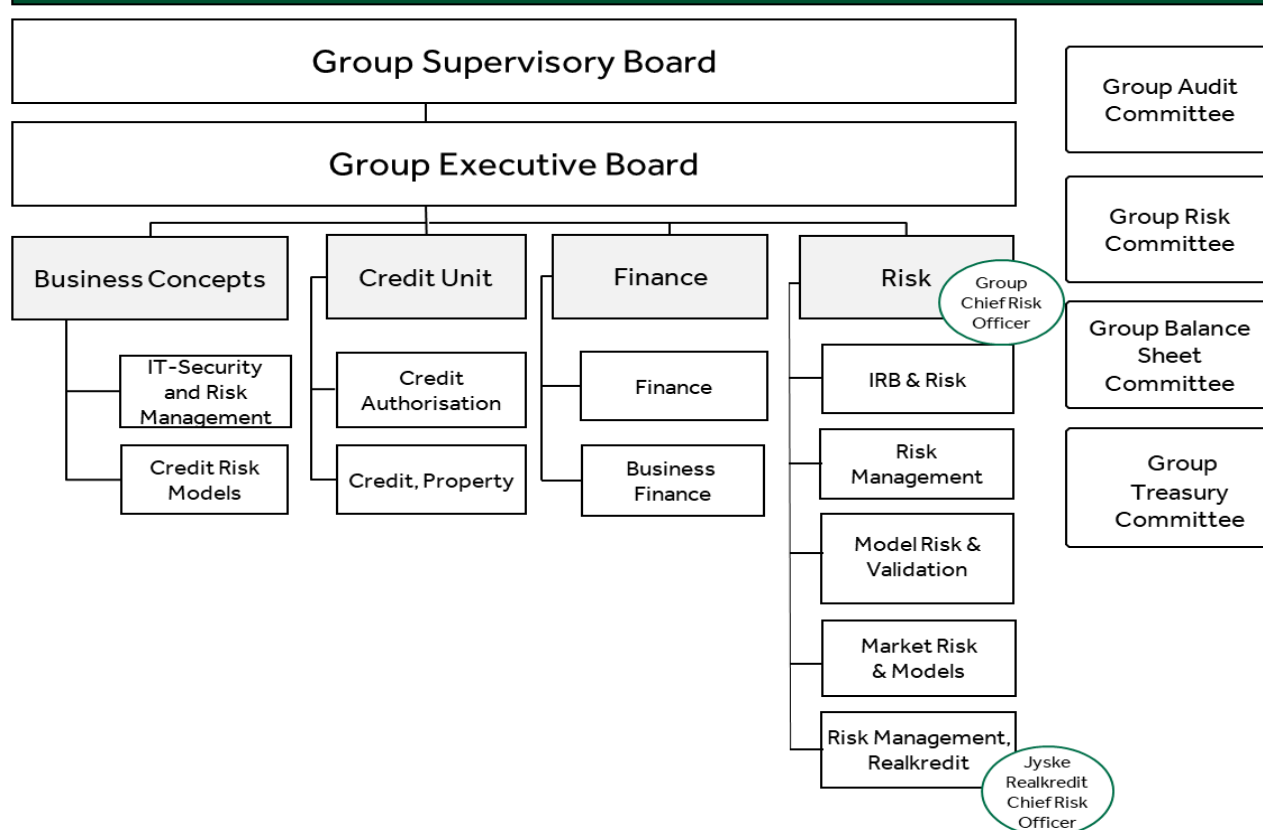 Group Supervisory Board
Group Executive Board
Business Concepts
IT-Security
and Risk
Management
Credit Risk
Models
Credit Unit
Credit
Authorisation
Credit, Property
Finance
Finance
Business
Finance
Risk
Group
Chief Risk
Officer
IRB & Risk
Risk
Management
Model Risk &
Validation
Market Risk
& Models
Risk Management,
Realkredit
Jyske
Realkredit
Chief Risk
Officer
Group Audit
Committee
Group Risk
Committee
Group Balance
Sheet
Committee
Group
Treasury
Committee